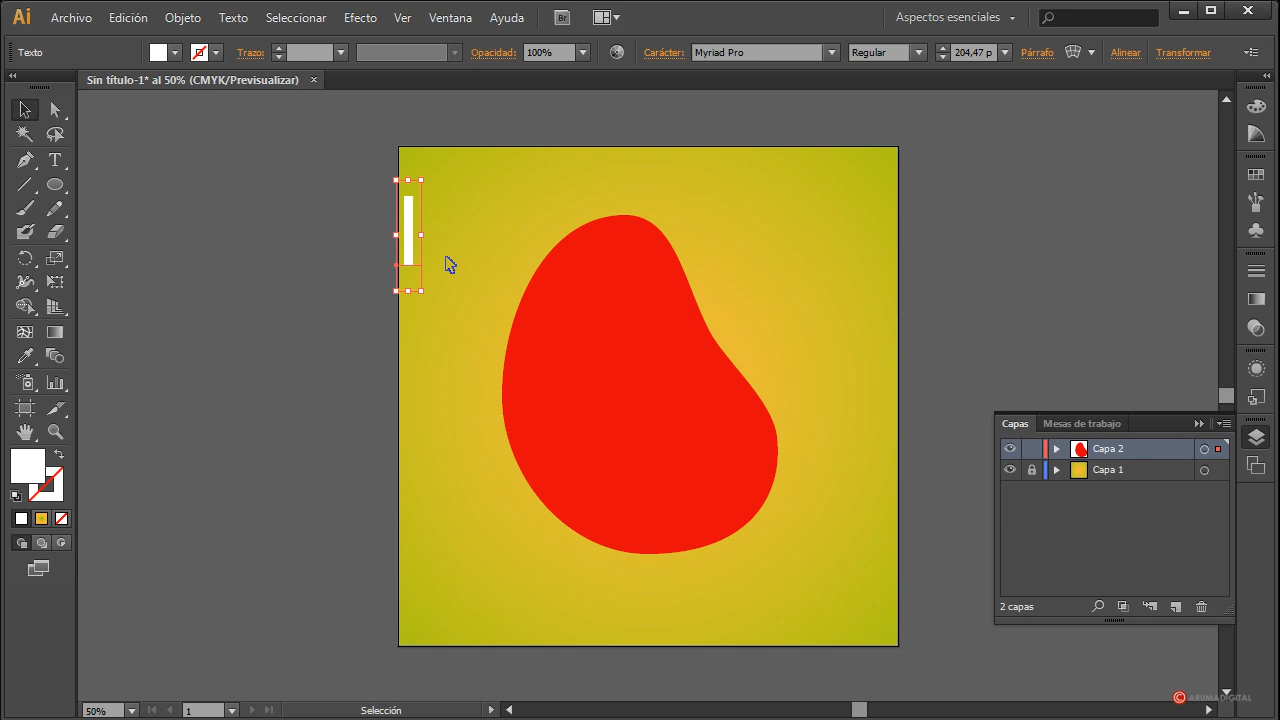 Ai Archivo Edición Objeto Texto Seleccionar Efecto Ver Ventana Ayuda Br Aspectos esenciales
Texto Trazo: Opacidad: 100% Carácter: Myriad Pro Regular 204,47 p Párrafo Alinear Transformar
Sin título-1* al 50% (CMYK/Previsualizar) ×
T
I
Capas Mesas de trabajo
Capa 2
Capa 1
2 capas
© ARUMADIGITAL
50% 1 Selección